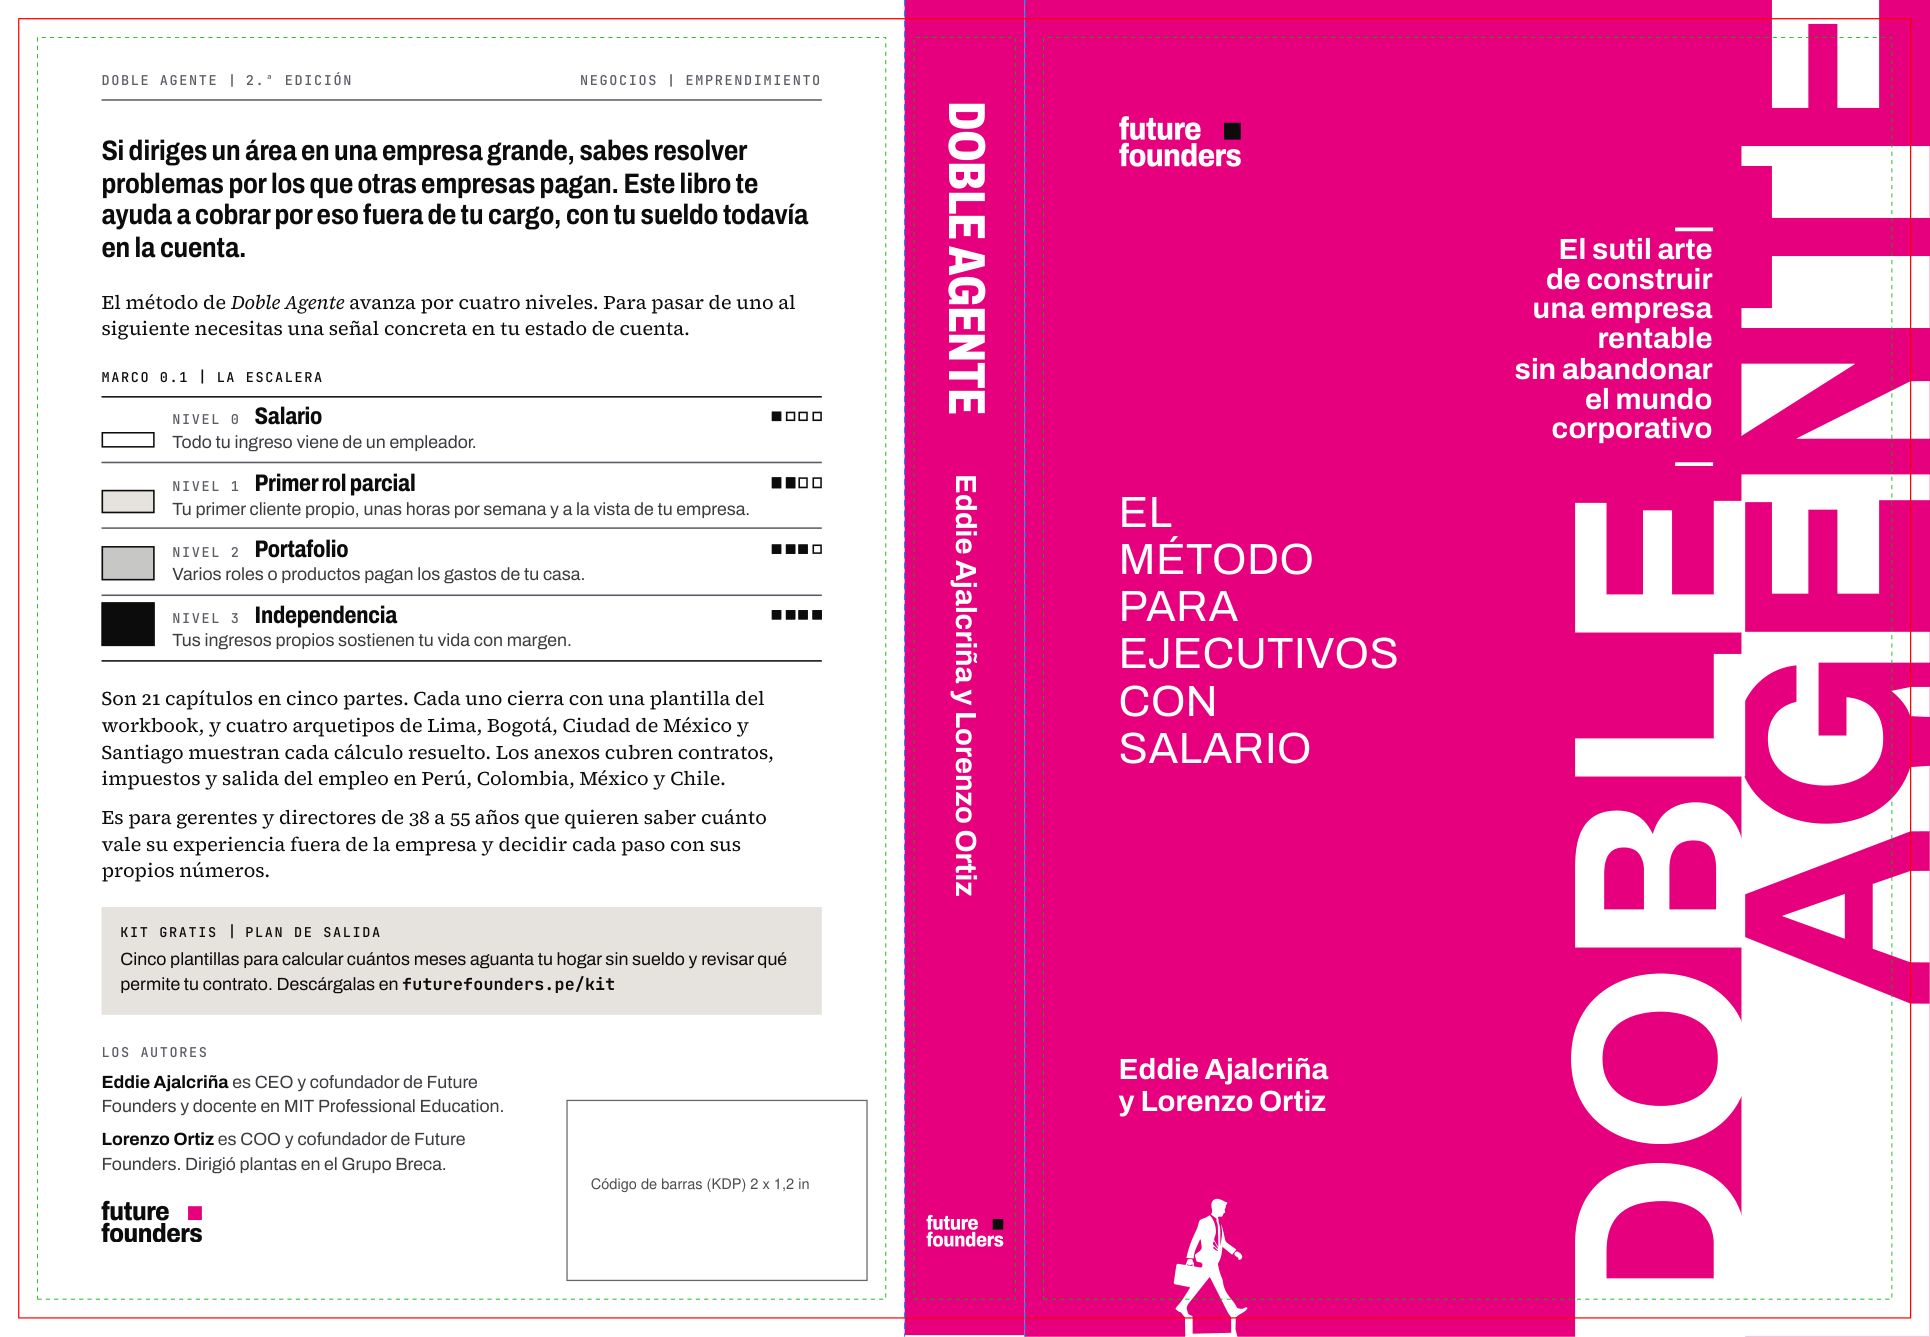 DOBLE AGENTE | 2.ª EDICIÓN
NEGOCIOS | EMPRENDIMIENTO
Si diriges un área en una empresa grande, sabes resolver
problemas por los que otras empresas pagan. Este libro te
ayuda a cobrar por eso fuera de tu cargo, con tu sueldo todavía
en la cuenta.
El método de Doble Agente avanza por cuatro niveles. Para pasar de uno al
siguiente necesitas una señal concreta en tu estado de cuenta.
MARCO 0.1 | LA ESCALERA
NIVEL 0 Salario
Todo tu ingreso viene de un empleador.
NIVEL 1 Primer rol parcial
Tu primer cliente propio, unas horas por semana y a la vista de tu empresa.
NIVEL 2 Portafolio
Varios roles o productos pagan los gastos de tu casa.
NIVEL 3 Independencia
Tus ingresos propios sostienen tu vida con margen.
Son 21 capítulos en cinco partes. Cada uno cierra con una plantilla del
workbook, y cuatro arquetipos de Lima, Bogotá, Ciudad de México y
Santiago muestran cada cálculo resuelto. Los anexos cubren contratos,
impuestos y salida del empleo en Perú, Colombia, México y Chile.
Es para gerentes y directores de 38 a 55 años que quieren saber cuánto
vale su experiencia fuera de la empresa y decidir cada paso con sus
propios números.
KIT GRATIS | PLAN DE SALIDA
Cinco plantillas para calcular cuántos meses aguanta tu hogar sin sueldo y revisar qué
permite tu contrato. Descárgalas en futurefounders.pe/kit
LOS AUTORES
Eddie Ajalcriña es CEO y cofundador de Future
Founders y docente en MIT Professional Education.
Lorenzo Ortiz es COO y cofundador de Future
Founders. Dirigió plantas en el Grupo Breca.
future
founders
Código de barras (KDP) 2 x 1,2 in
DOBLE AGENTE
Eddie Ajalcriña y Lorenzo Ortiz
future
founders
future
founders
El sutil arte
de construir
una empresa
rentable
sin abandonar
el mundo
corporativo
EL
MÉTODO
PARA
EJECUTIVOS
CON
SALARIO
Eddie Ajalcriña
y Lorenzo Ortiz
DOBLE
AGENTE